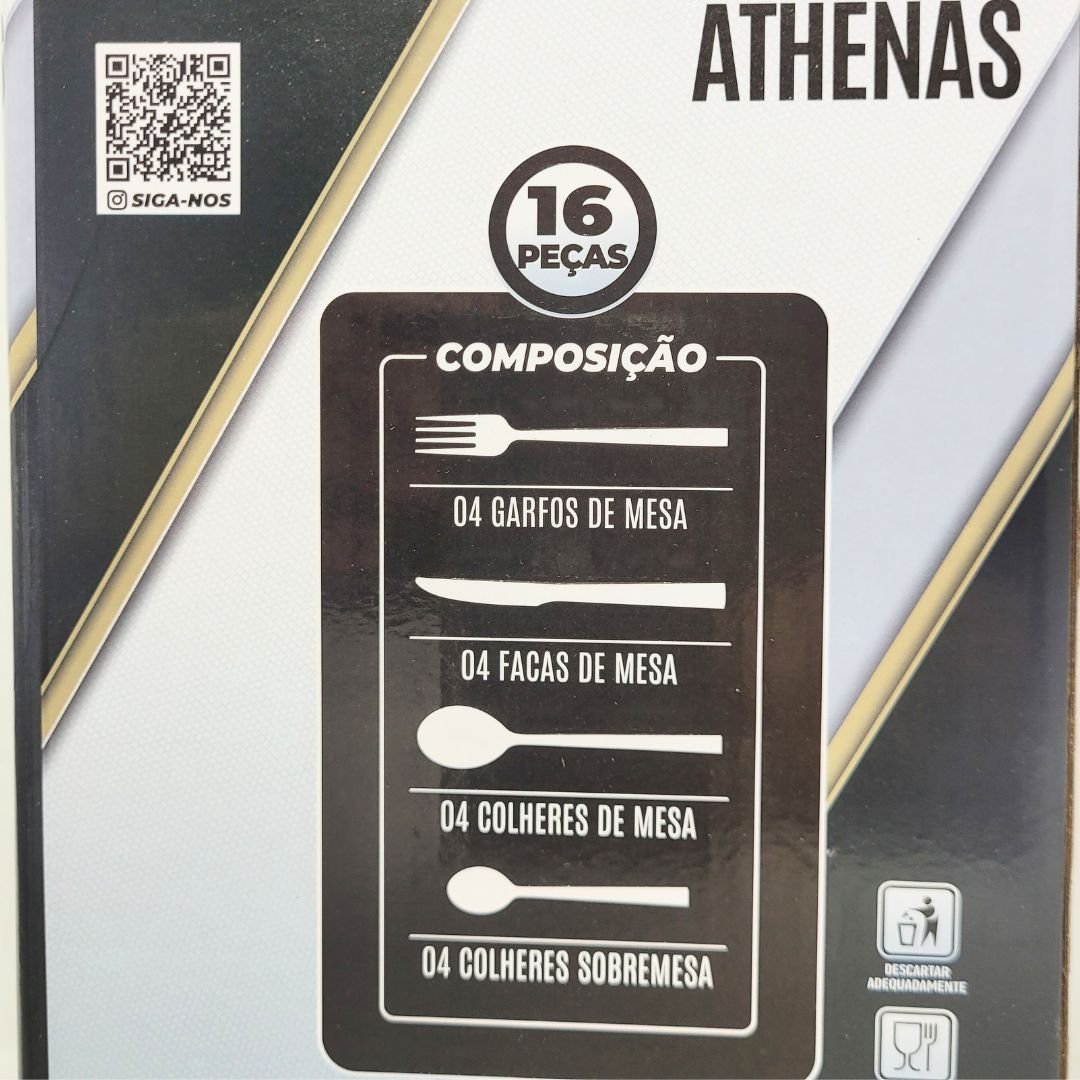 ATHENAS
SIGA-NOS
16
PEÇAS
COMPOSIÇÃO
04 GARFOS DE MESA
04 FACAS DE MESA
04 COLHERES DE MESA
04 COLHERES SOBREMESA
DESCARTAR
ADEQUADAMENTE